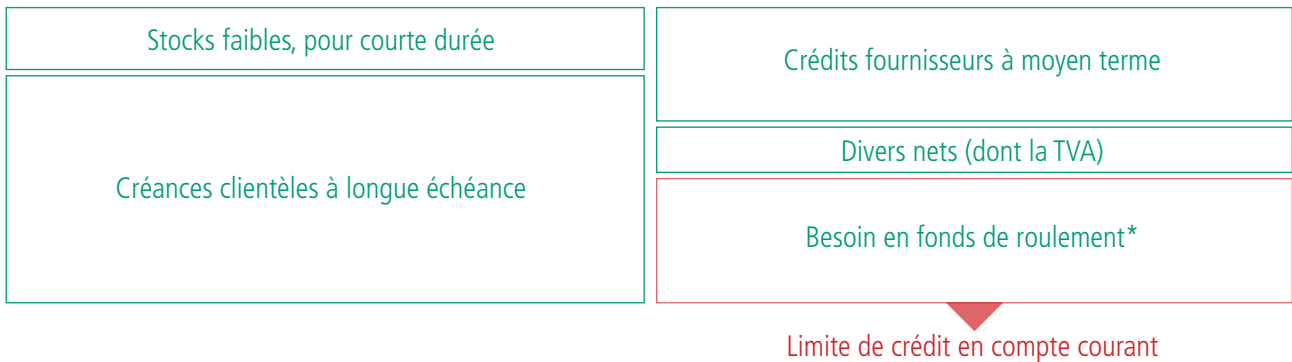 Stocks faibles, pour courte durée
Créances clientèles à longue échéance
Crédits fournisseurs à moyen terme
Divers nets (dont la TVA)
Besoin en fonds de roulement*
Limite de crédit en compte courant